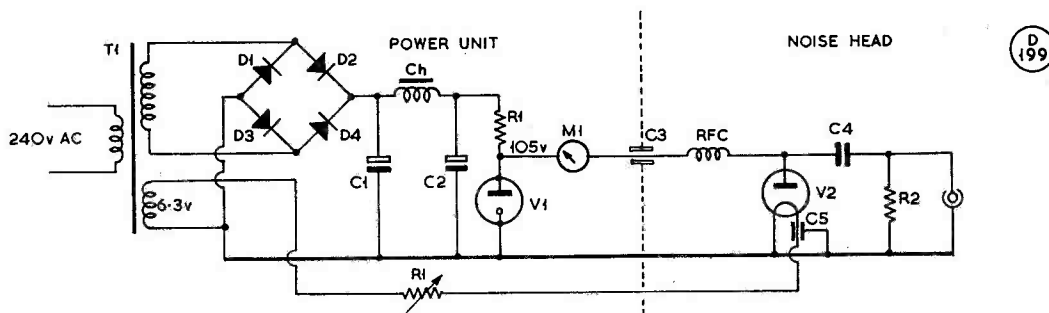 POWER UNIT
NOISE HEAD
D
199
T1
D1
D2
D3
D4
Ch
R1
M1
C3
RFC
C4
240v AC
105v
C1
C2
V1
V2
R2
6·3v
C5
R1